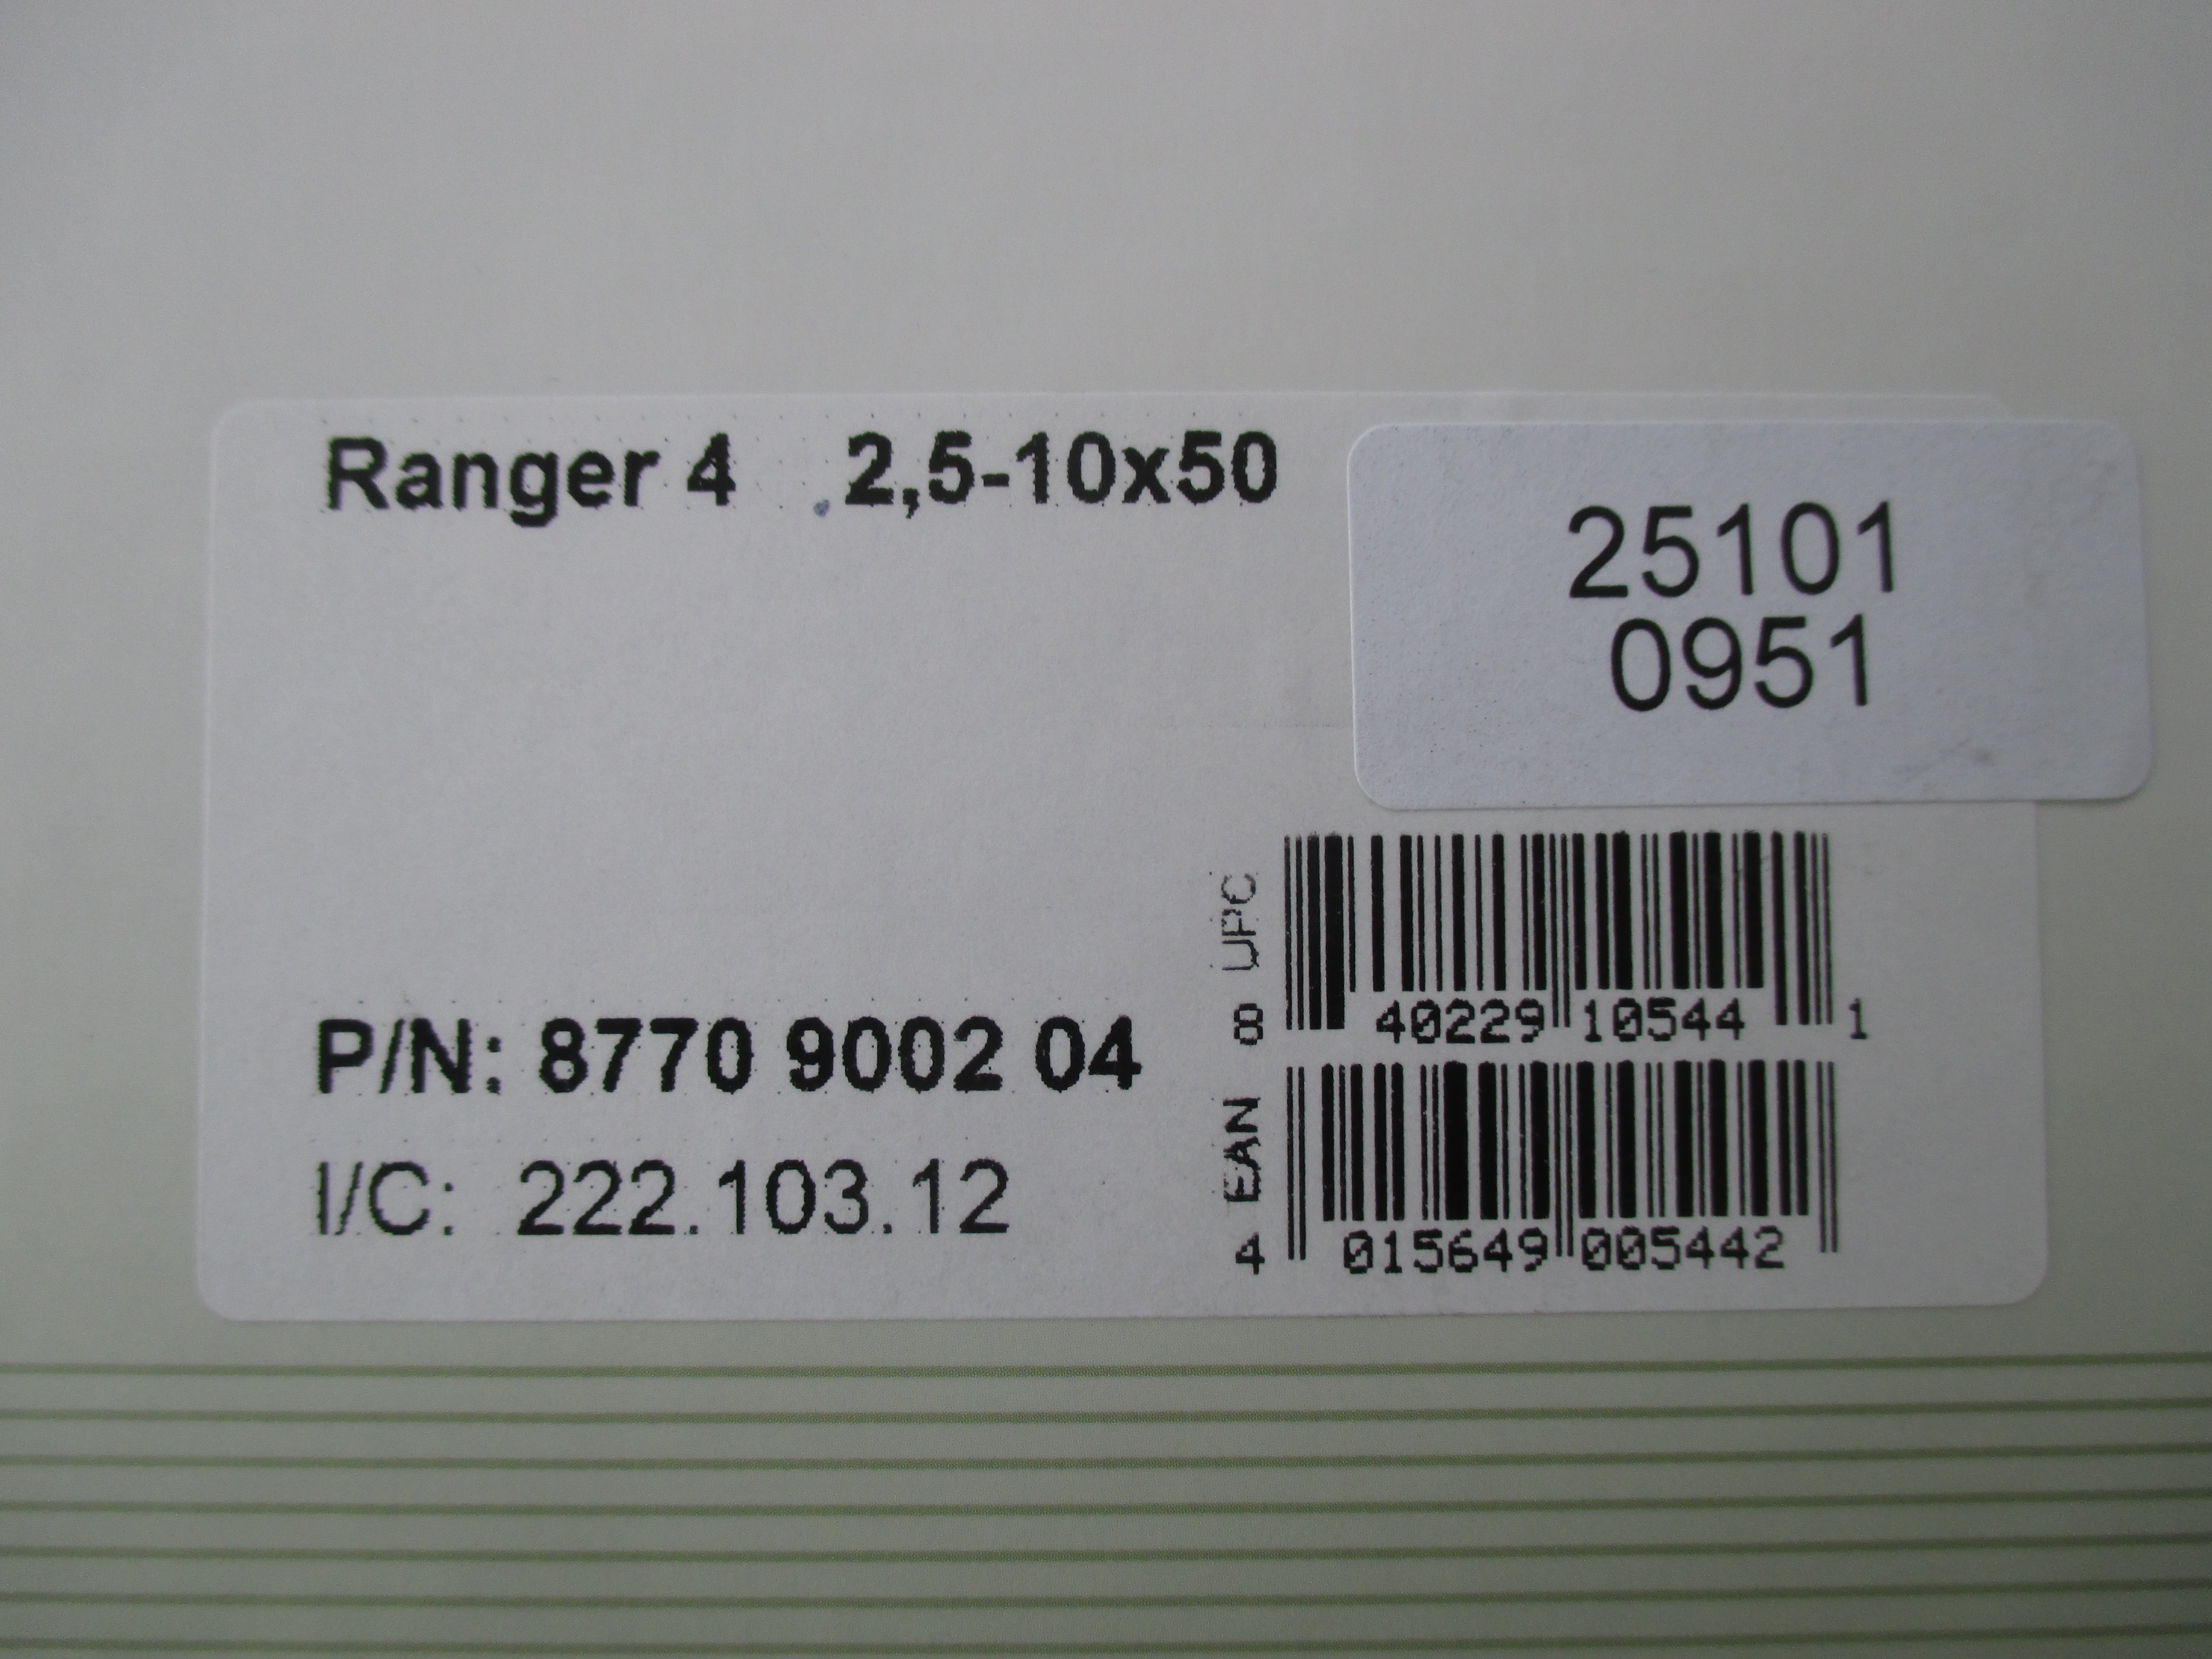 Ranger 4 2,5-10x50
25101
0951
UPC
8 40229 10544 1
P/N: 8770 9002 04
I/C: 222.103.12
EAN
4 015649 005442